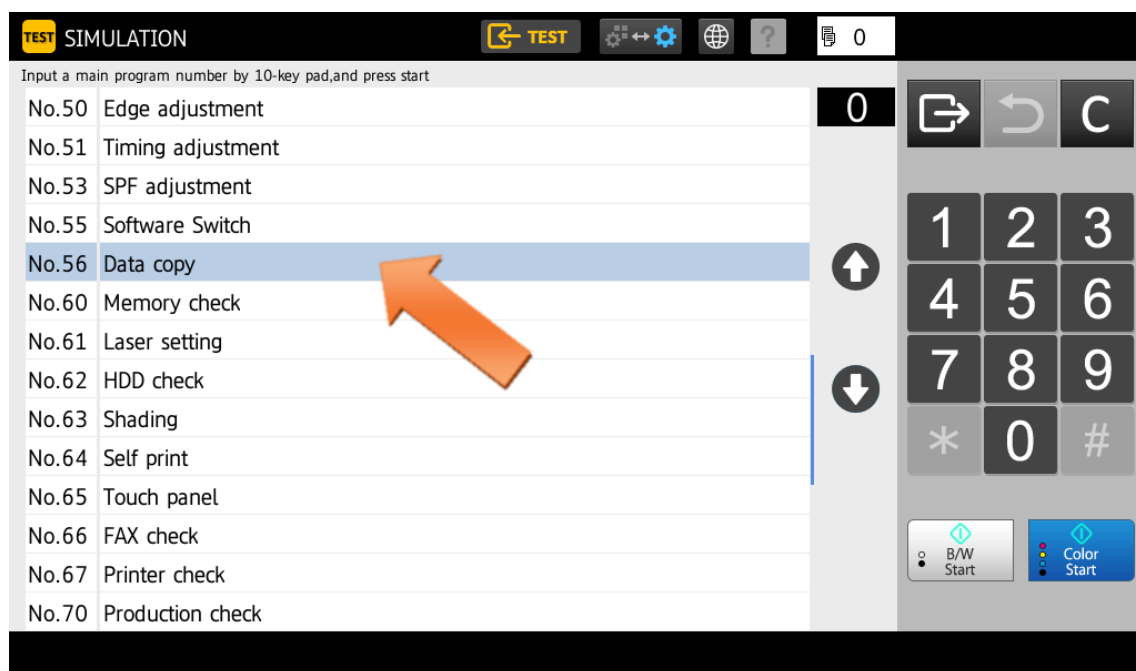 TEST SIMULATION
TEST
?
0
Input a main program number by 10-key pad,and press start
0
C
No.50 Edge adjustment
No.51 Timing adjustment
No.53 SPF adjustment
No.55 Software Switch
No.56 Data copy
No.60 Memory check
No.61 Laser setting
No.62 HDD check
No.63 Shading
No.64 Self print
No.65 Touch panel
No.66 FAX check
No.67 Printer check
No.70 Production check
1 2 3
4 5 6
7 8 9
* 0 #
B/W
Start
Color
Start